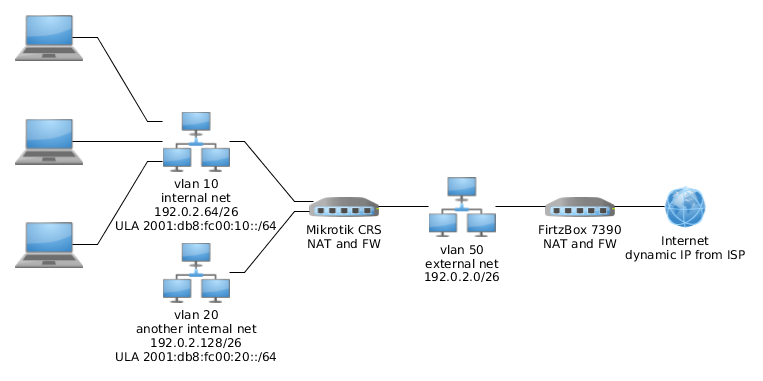 vlan 10
internal net
192.0.2.64/26
ULA 2001:db8:fc00:10::/64
Mikrotik CRS
NAT and FW
vlan 50
external net
192.0.2.0/26
FirtzBox 7390
NAT and FW
Internet
dynamic IP from ISP
vlan 20
another internal net
192.0.2.128/26
ULA 2001:db8:fc00:20::/64